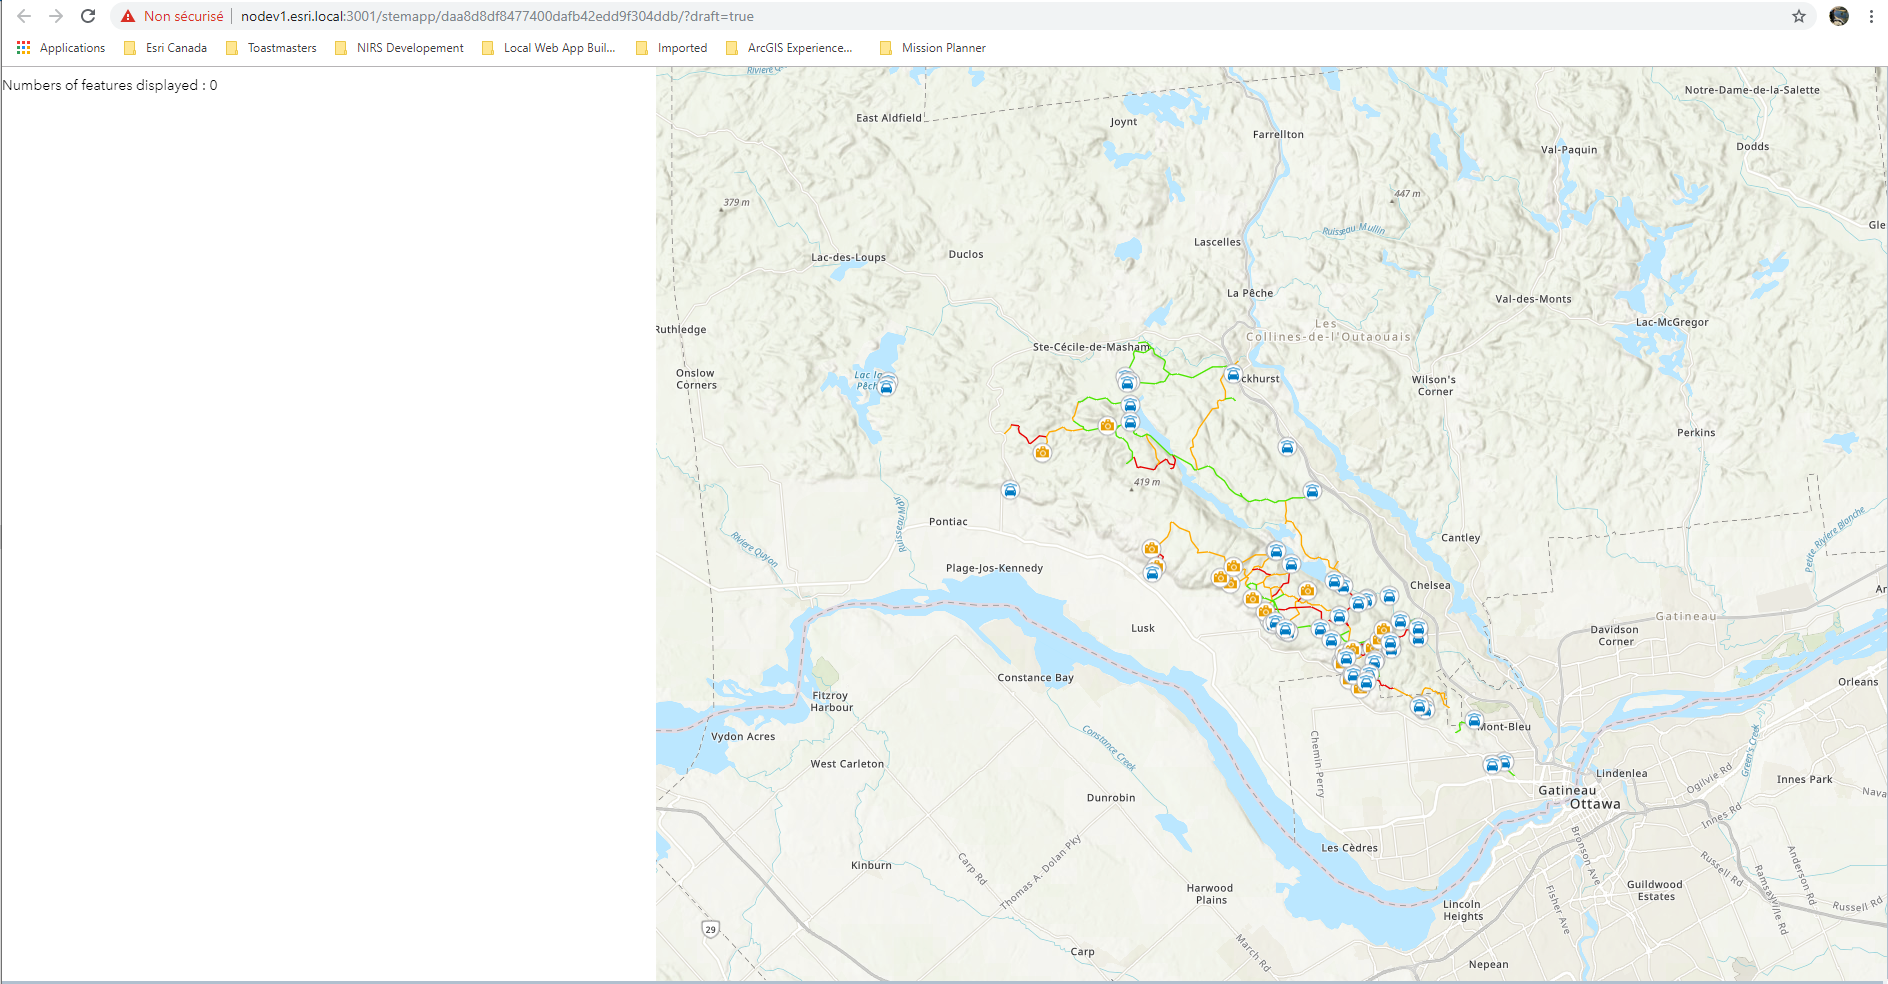 Non sécurisé nodev1.esri.local:3001/stemapp/daa8d8df8477400dafb42edd9f304ddb/?draft=true
Applications Esri Canada Toastmasters NIRS Developement Local Web App Buil... Imported ArcGIS Experience... Mission Planner
Numbers of features displayed : 0
Notre-Dame-de-la-Salette
East Aldfield
Joynt
Farrellton
Val-Paquin
Dodds
379 m
447 m
Ruisseau Mullin
Gle
Lascelles
Duclos
Lac-des-Loups
La Pêche
Val-des-Monts
Lac-McGregor
Ruthledge
Les
Collines-de-l'Outaouais
Ste-Cécile-de-Masham
Onslow
Corners
Lac la
Pêch
ckhurst
Wilson's
Corner
Perkins
419 m
Pontiac
Ruisseau Mold
Riviere Quyon
Cantley
Petite Riviere Blanche
Plage-Jos-Kennedy
Chelsea
Ar
Gatineau
Lusk
Davidson
Corner
Constance Bay
Orleans
Fitzroy
Harbour
Mont-Bleu
Vydon Acres
Constance Creek
Chemin Perry
Green's Creek
West Carleton
Lindenlea
Ogilvie Rd
Innes Park
Dunrobin
Gatineau
Ottawa
Nava
Innes Rd
Les Cèdres
Bronson Ave
Kinburn
Carp Rd
Thomas A. Dolan Pky
Russell Rd
Anderson Rd
Ramsayville Rd
Harwood
Plains
Guildwood
Estates
Fisher Ave
Russell Rd
Lincoln
Heights
29
March Rd
Carp
Nepean